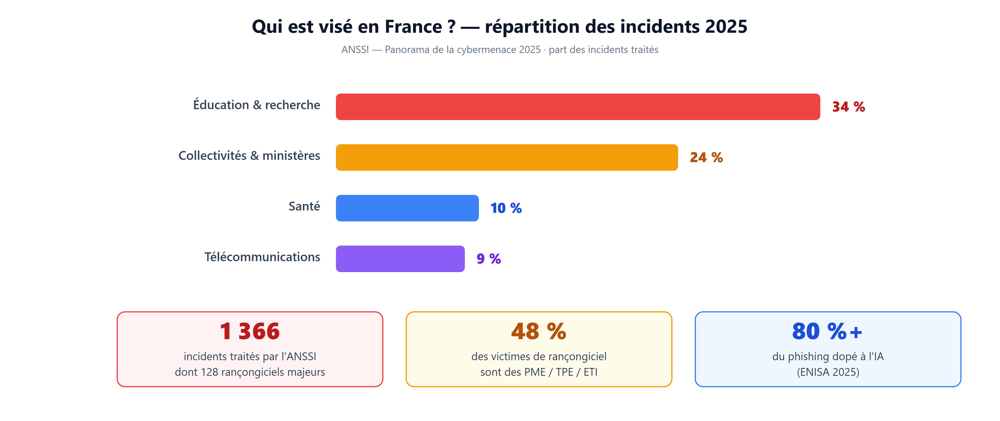 Qui est visé en France ? — répartition des incidents 2025
ANSSI — Panorama de la cybermenace 2025 · part des incidents traités
Éducation & recherche 34 %
Collectivités & ministères 24 %
Santé 10 %
Télécommunications 9 %
1 366
incidents traités par l'ANSSI
dont 128 rançongiciels majeurs
48 %
des victimes de rançongiciel
sont des PME / TPE / ETI
80 %+
du phishing dopé à l'IA
(ENISA 2025)